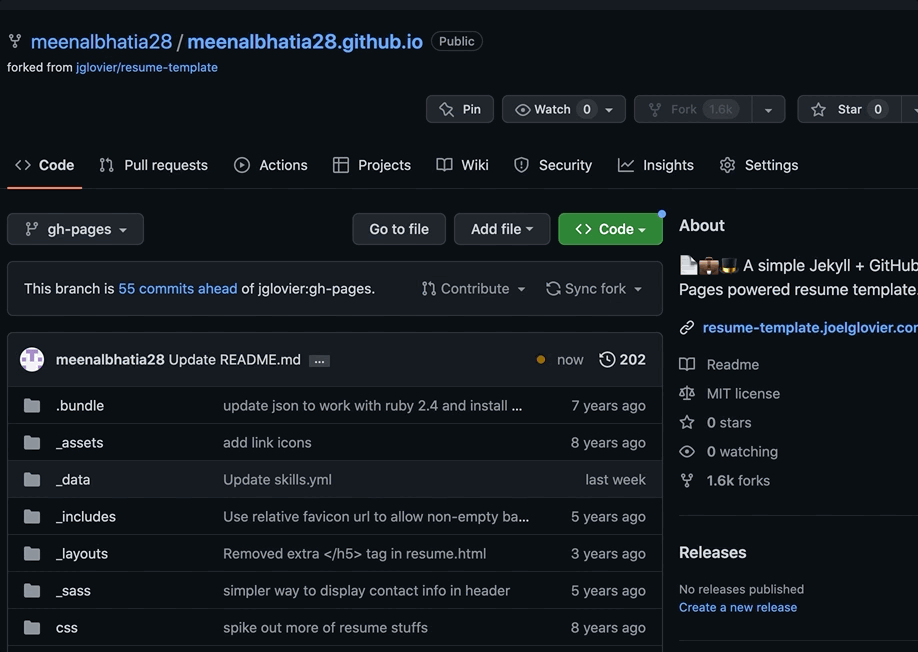 meenalbhatia28 / meenalbhatia28.github.io Public
forked from jglovier/resume-template
Pin Watch 0 Fork 1.6k Star 0
Code Pull requests Actions Projects Wiki Security Insights Settings
gh-pages Go to file Add file Code
This branch is 55 commits ahead of jglovier:gh-pages. Contribute Sync fork
meenalbhatia28 Update README.md ... now 202
.bundle update json to work with ruby 2.4 and install ... 7 years ago
_assets add link icons 8 years ago
_data Update skills.yml last week
_includes Use relative favicon url to allow non-empty ba... 5 years ago
_layouts Removed extra </h5> tag in resume.html 3 years ago
_sass simpler way to display contact info in header 5 years ago
css spike out more of resume stuffs 8 years ago
About
A simple Jekyll + GitHub
Pages powered resume template.
resume-template.joelglovier.com
Readme
MIT license
0 stars
0 watching
1.6k forks
Releases
No releases published
Create a new release